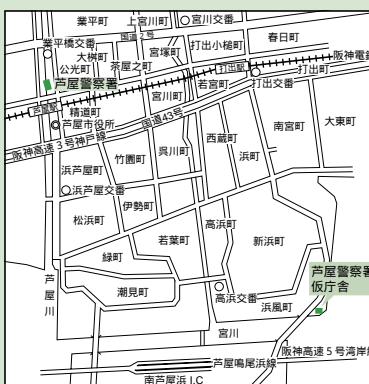 業平町
上宮川町
宮川交番
業平橋交番
国道2号
打出小槌町
春日町
大桝町
宮塚町
公光町
茶屋之町
打出駅
阪神電鉄
打出町
芦屋警察署
若宮町
打出交番
宮川町
芦屋駅
精道町
芦屋市役所
国道43号
西蔵町
南宮町
大東町
阪神高速3号神戸線
呉川町
竹園町
浜町
浜芦屋町
浜芦屋交番
伊勢町
松浜町
高浜町
若葉町
新浜町
緑町
芦屋川
潮見町
芦屋警察署
仮庁舎
高浜交番
浜風町
宮川
芦屋鳴尾浜線
阪神高速5号湾岸線
南芦屋浜I.C